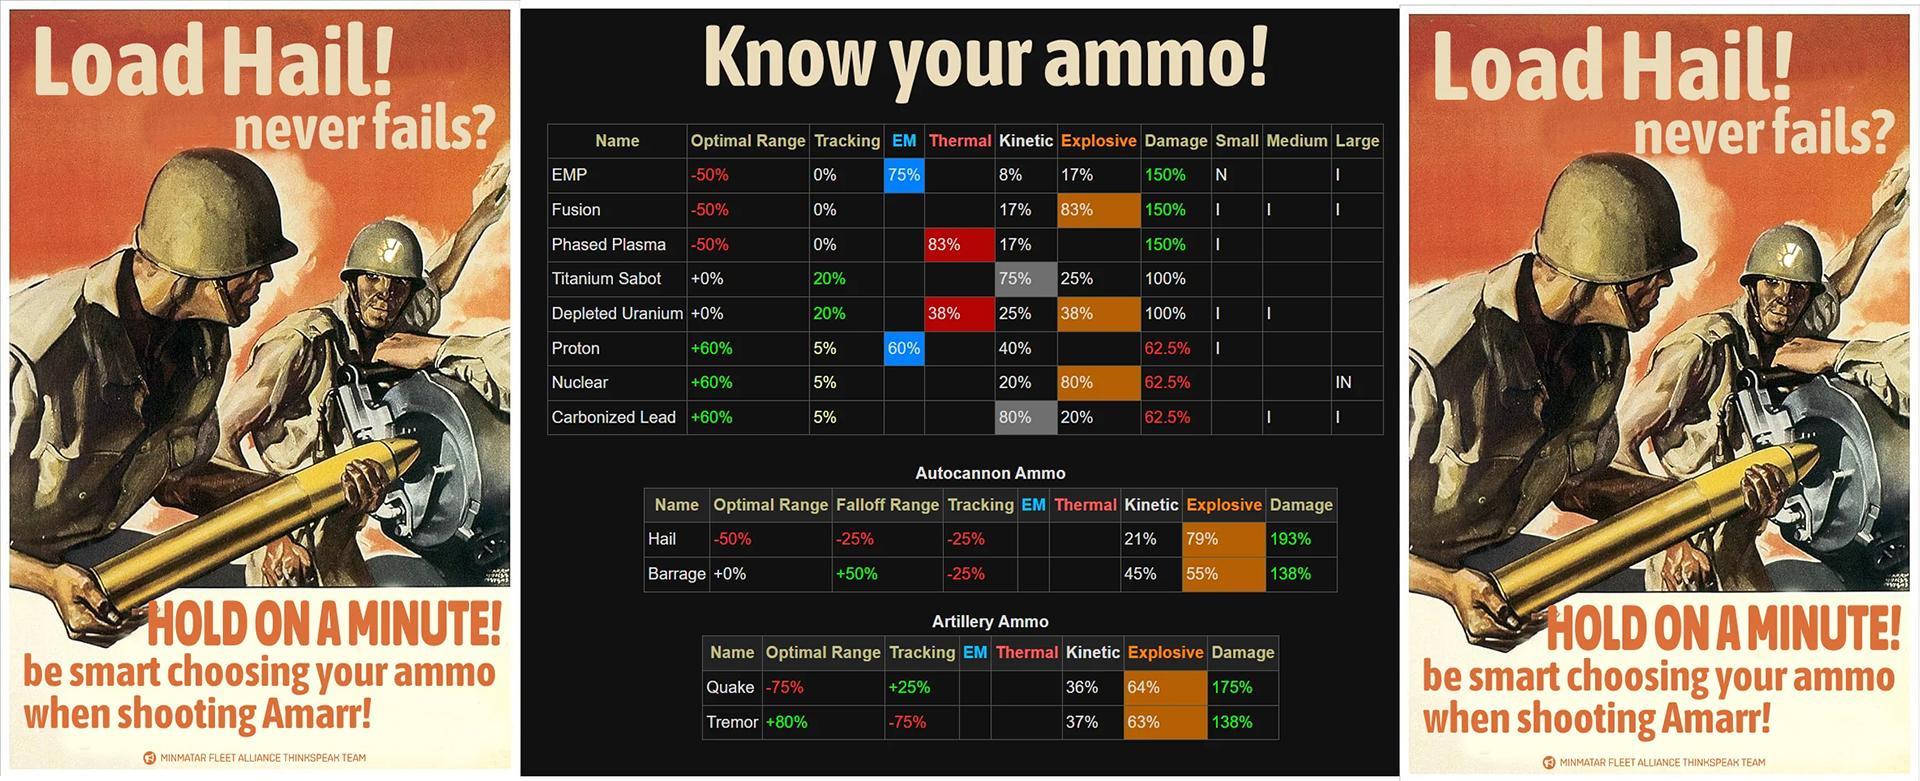 Load Hail!
never fails?
HOLD ON A MINUTE!
be smart choosing your ammo
when shooting Amarr!
MINMATAR FLEET ALLIANCE THINKSPEAK TEAM
Know your ammo!
Name Optimal Range Tracking EM Thermal Kinetic Explosive Damage Small Medium Large
EMP -50% 0% 75% 8% 17% 150% N I
Fusion -50% 0% 17% 83% 150% I I I
Phased Plasma -50% 0% 83% 17% 150% I
Titanium Sabot +0% 20% 75% 25% 100%
Depleted Uranium +0% 20% 38% 25% 38% 100% I I
Proton +60% 5% 60% 40% 62.5% I
Nuclear +60% 5% 20% 80% 62.5% IN
Carbonized Lead +60% 5% 80% 20% 62.5% I I
Autocannon Ammo
Name Optimal Range Falloff Range Tracking EM Thermal Kinetic Explosive Damage
Hail -50% -25% -25% 21% 79% 193%
Barrage +0% +50% -25% 45% 55% 138%
Artillery Ammo
Name Optimal Range Tracking EM Thermal Kinetic Explosive Damage
Quake -75% +25% 36% 64% 175%
Tremor +80% -75% 37% 63% 138%
Load Hail!
never fails?
HOLD ON A MINUTE!
be smart choosing your ammo
when shooting Amarr!
MINMATAR FLEET ALLIANCE THINKSPEAK TEAM